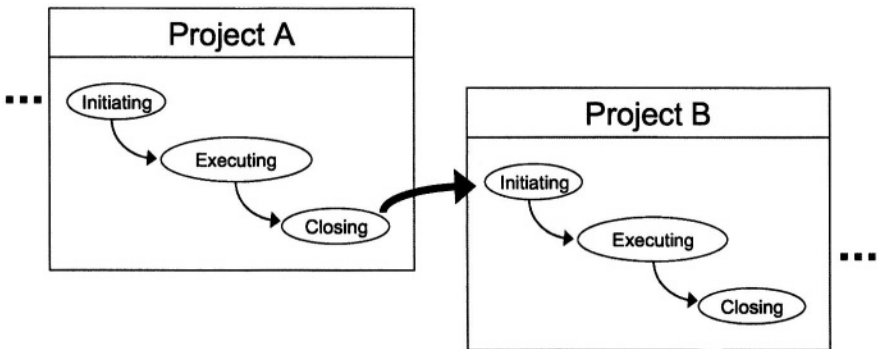 Project A
Initiating
Executing
Closing
Project B
Initiating
Executing
Closing